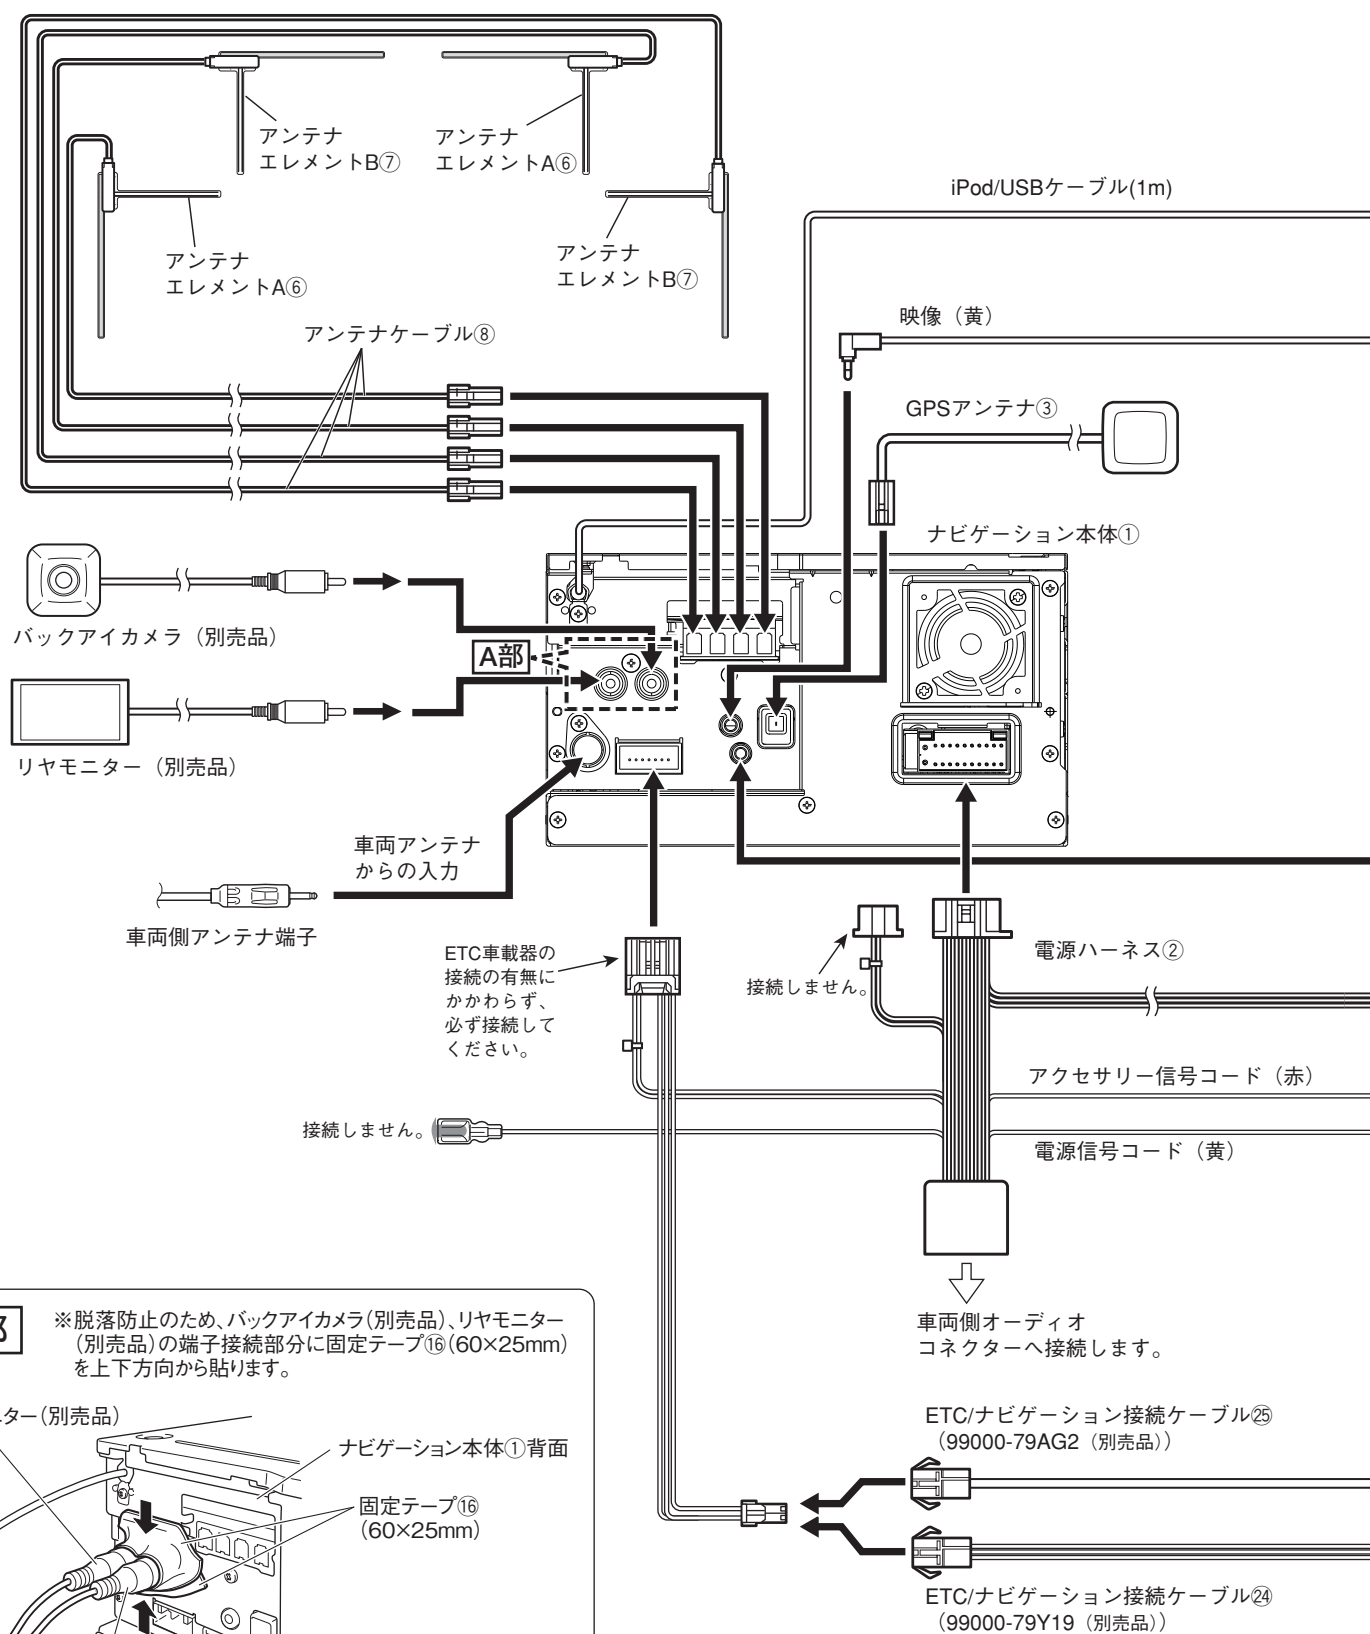 アンテナ
エレメントB⑦
アンテナ
エレメントA⑥
アンテナ
エレメントA⑥
アンテナ
エレメントB⑦
iPod/USBケーブル(1m)
アンテナケーブル⑧
映像（黄）
GPSアンテナ③
ナビゲーション本体①
バックアイカメラ（別売品）
A部
リヤモニター（別売品）
車両アンテナ
からの入力
車両側アンテナ端子
ETC車載器の
接続の有無に
かかわらず、
必ず接続して
ください。
接続しません。
電源ハーネス②
アクセサリー信号コード（赤）
接続しません。
電源信号コード（黄）
車両側オーディオ
コネクターへ接続します。
部
※脱落防止のため、バックアイカメラ(別売品)、リヤモニター
(別売品)の端子接続部分に固定テープ⑯(60×25mm)
を上下方向から貼ります。
ター(別売品)
ナビゲーション本体①背面
固定テープ⑯
(60×25mm)
ETC/ナビゲーション接続ケーブル㉕
（99000-79AG2（別売品））
ETC/ナビゲーション接続ケーブル㉔
（99000-79Y19（別売品））